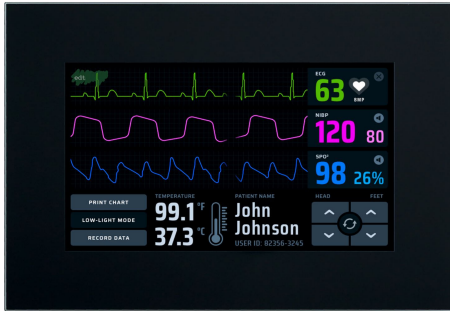 edt
ECG
63
BMP
NIBP
120 80
SPO²
98 26%
PRINT CHART
LOW-LIGHT MODE
RECORD DATA
TEMPERATURE
99.1 °F
37.3 °C
PATIENT NAME
John
Johnson
USER ID: 82356-3245
HEAD FEET